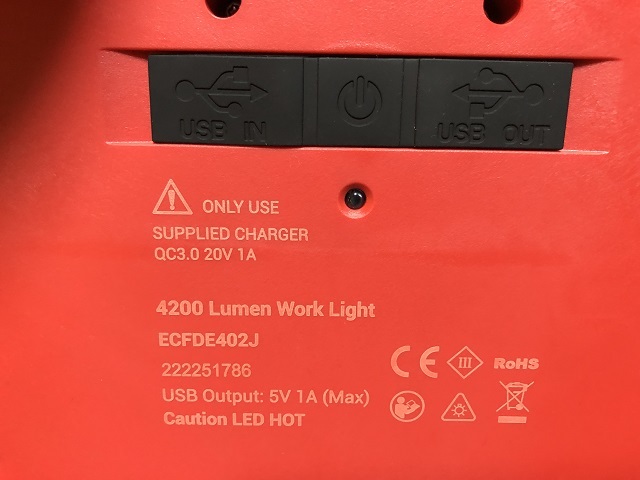 USB IN
USB OUT
ONLY USE
SUPPLIED CHARGER
QC3.0 20V 1A
4200 Lumen Work Light
ECFDE402J
222251786
USB Output: 5V 1A (Max)
Caution LED HOT
CE III RoHS